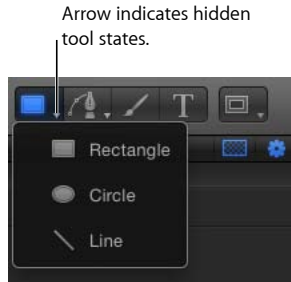 Arrow indicates hidden
tool states.
T
Rectangle
Circle
Line